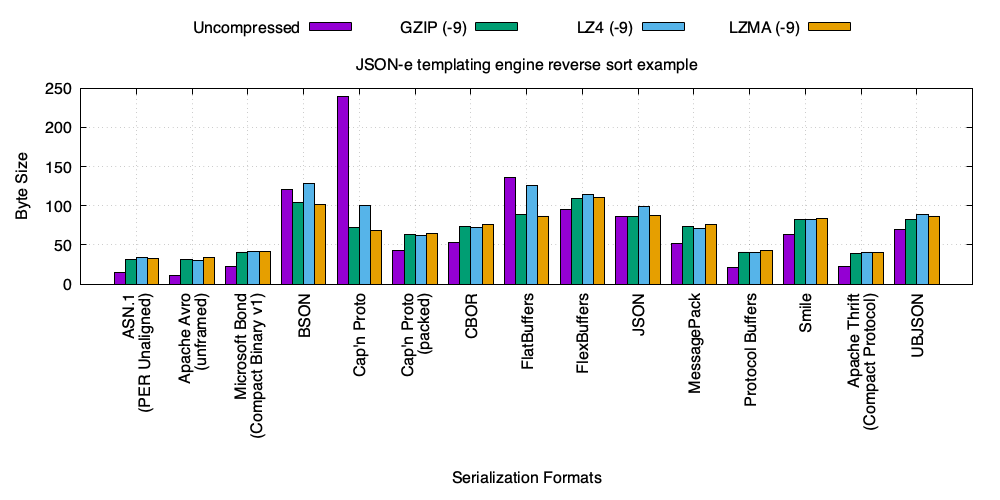 Uncompressed GZIP (-9) LZ4 (-9) LZMA (-9)
JSON-e templating engine reverse sort example
Byte Size
250
200
150
100
50
0
ASN.1
(PER Unaligned)
Apache Avro
(unframed)
Microsoft Bond
(Compact Binary v1)
BSON
Cap'n Proto
Cap'n Proto
(packed)
CBOR
FlatBuffers
FlexBuffers
JSON
MessagePack
Protocol Buffers
Smile
Apache Thrift
(Compact Protocol)
UBJSON
Serialization Formats